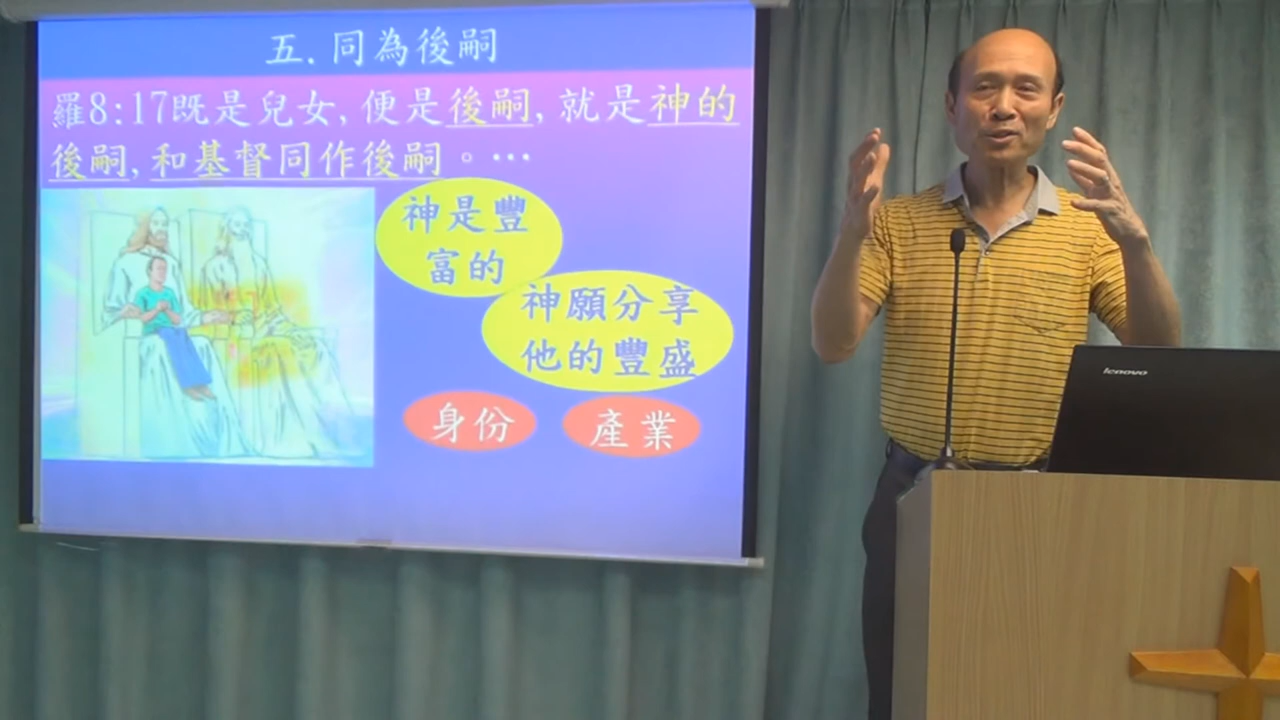 五.同為後嗣
羅8:17既是兒女,便是後嗣,就是神的
後嗣,和基督同作後嗣。…
神是豐
富的
神願分享
他的豐盛
身份
產業
lenovo